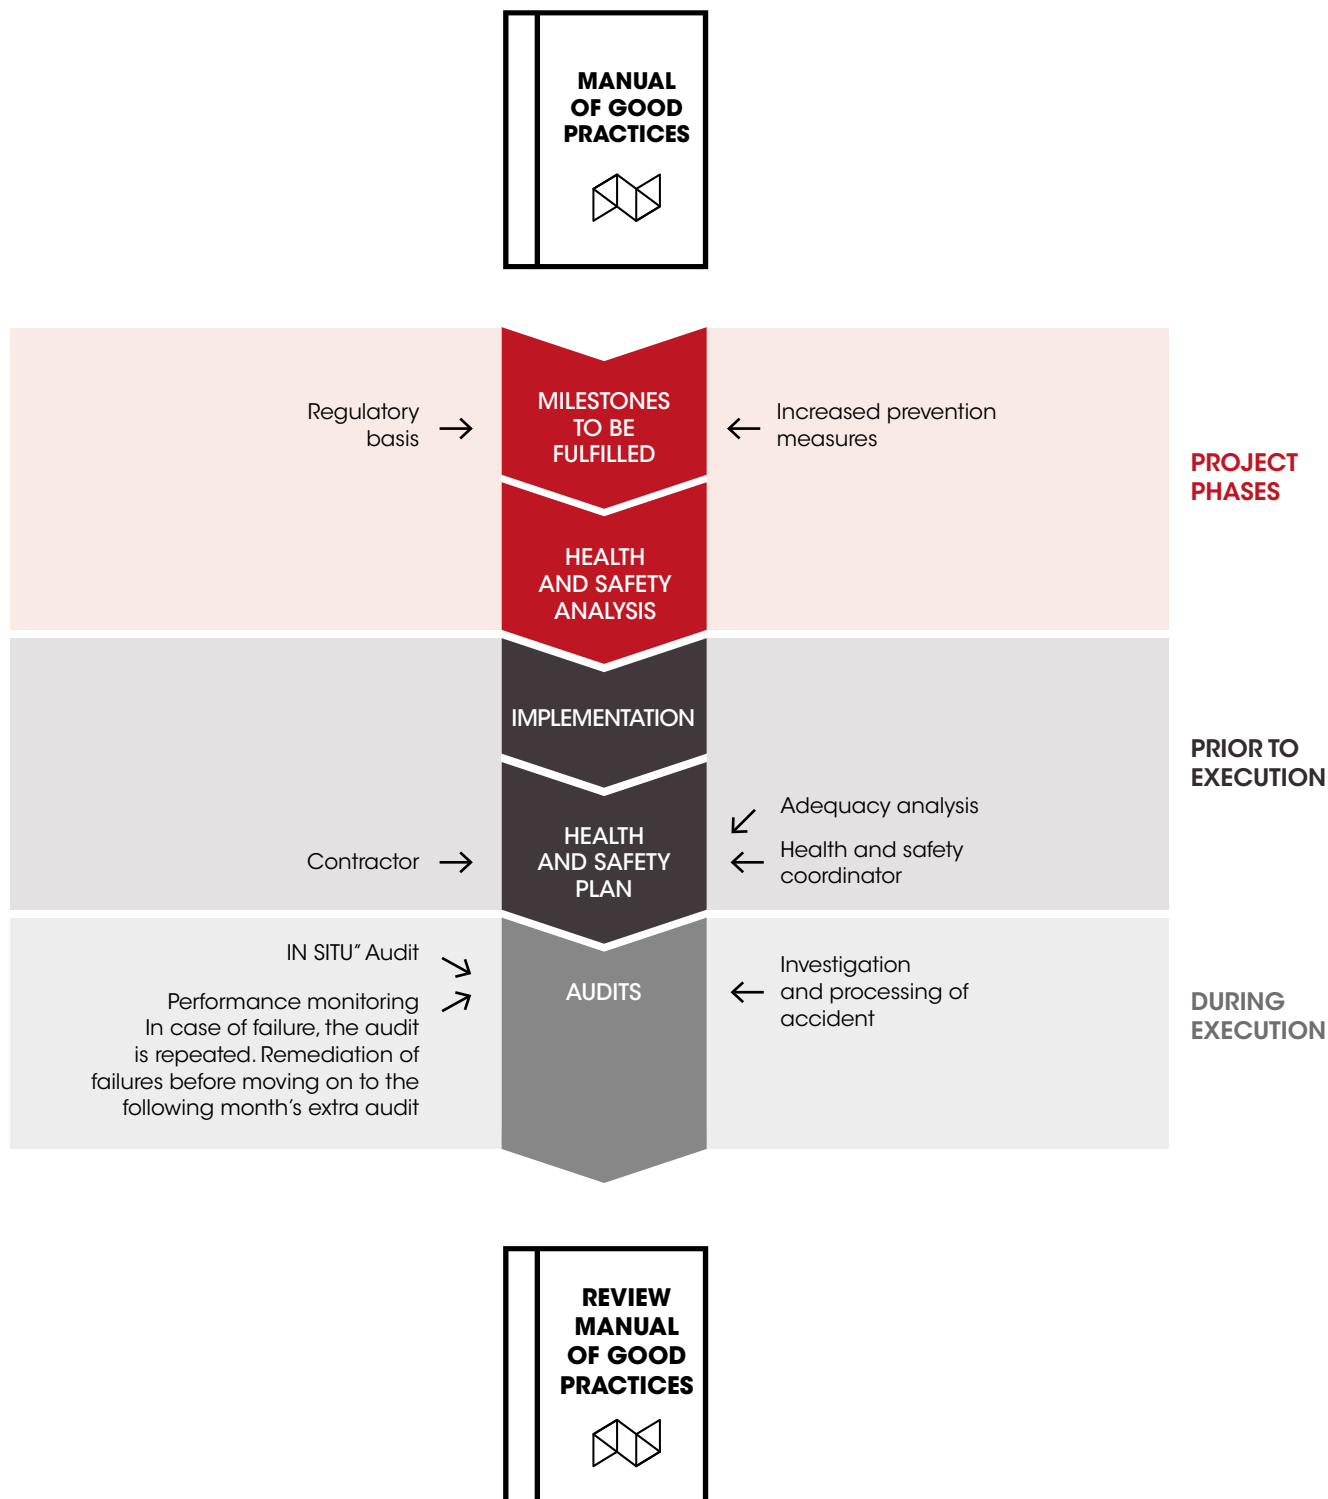 MANUAL
OF GOOD
PRACTICES
Regulatory
basis
MILESTONES
TO BE
FULFILLED
Increased prevention
measures
PROJECT
PHASES
HEALTH
AND SAFETY
ANALYSIS
IMPLEMENTATION
PRIOR TO
EXECUTION
Contractor
HEALTH
AND SAFETY
PLAN
Adequacy analysis
Health and safety
coordinator
IN SITU” Audit
Performance monitoring
In case of failure, the audit
is repeated. Remediation of
failures before moving on to the
following month’s extra audit
AUDITS
Investigation
and processing of
accident
DURING
EXECUTION
REVIEW
MANUAL
OF GOOD
PRACTICES